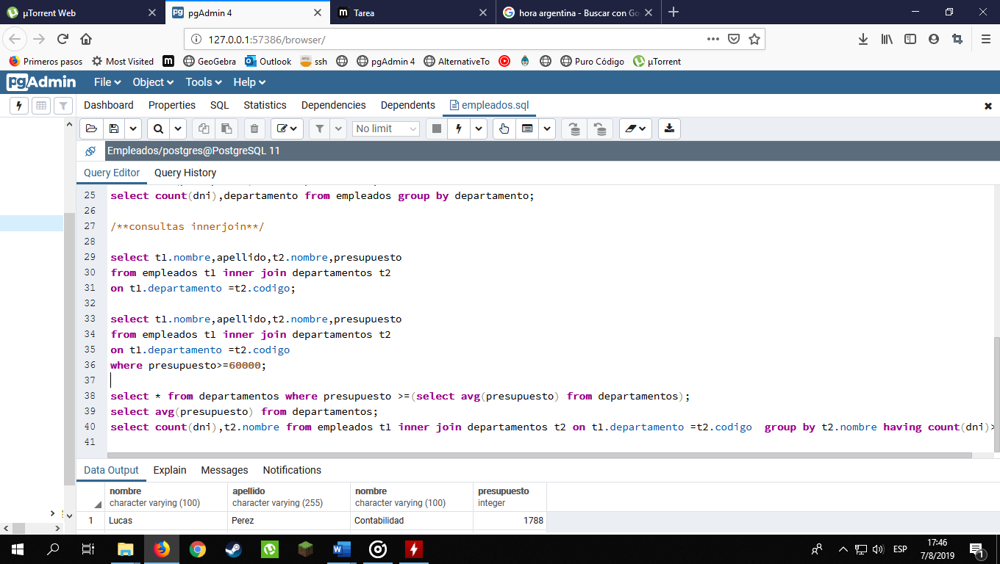 µTorrent Web
pgAdmin 4
Tarea
hora argentina - Buscar con Go
127.0.0.1:57386/browser/
Primeros pasos
Most Visited
GeoGebra
Outlook
ssh
pgAdmin 4
AlternativeTo
Puro Código
µTorrent
pgAdmin
File
Object
Tools
Help
Dashboard
Properties
SQL
Statistics
Dependencies
Dependents
empleados.sql
No limit
Empleados/postgres@PostgreSQL 11
Query Editor
Query History
25 select count(dni),departamento from empleados group by departamento;
26
27 /**consultas innerjoin**/
28
29 select t1.nombre,apellido,t2.nombre,presupuesto
30 from empleados t1 inner join departamentos t2
31 on t1.departamento =t2.codigo;
32
33 select t1.nombre,apellido,t2.nombre,presupuesto
34 from empleados t1 inner join departamentos t2
35 on t1.departamento =t2.codigo
36 where presupuesto>=60000;
37
38 select * from departamentos where presupuesto >=(select avg(presupuesto) from departamentos);
39 select avg(presupuesto) from departamentos;
40 select count(dni),t2.nombre from empleados t1 inner join departamentos t2 on t1.departamento =t2.codigo  group by t2.nombre having count(dni)>
41
Data Output
Explain
Messages
Notifications
nombre
character varying (100)
apellido
character varying (255)
nombre
character varying (100)
presupuesto
integer
1 Lucas Perez Contabilidad 1788
ESP
17:46
7/8/2019
1